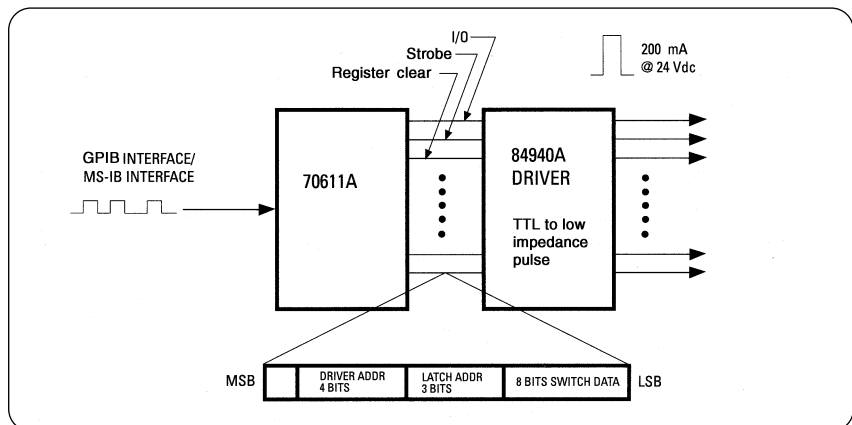 I/O
Strobe
Register clear
200 mA
@ 24 Vdc
GPIB INTERFACE/
MS-IB INTERFACE
70611A
84940A
DRIVER
TTL to low
impedance
pulse
MSB
DRIVER ADDR
4 BITS
LATCH ADDR
3 BITS
8 BITS SWITCH DATA
LSB